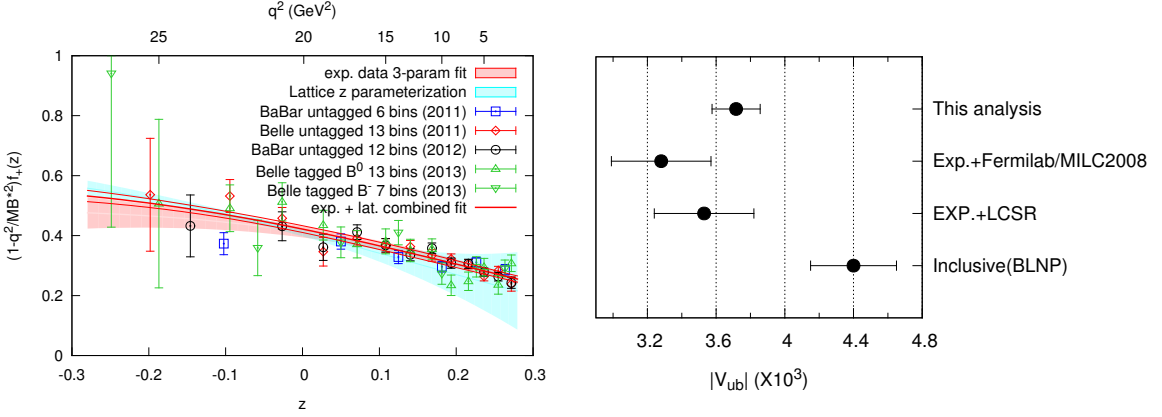 q² (GeV²)
25 20 15 10 5
1
0.8
0.6
0.4
0.2
0
(1-q²/MB*²)f₊(z)
exp. data 3-param fit
Lattice z parameterization
BaBar untagged 6 bins (2011)
Belle untagged 13 bins (2011)
BaBar untagged 12 bins (2012)
Belle tagged B⁰ 13 bins (2013)
Belle tagged B⁻ 7 bins (2013)
exp. + lat. combined fit
-0.3 -0.2 -0.1 0 0.1 0.2 0.3
z
This analysis
Exp.+Fermilab/MILC2008
EXP.+LCSR
Inclusive(BLNP)
3.2 3.6 4 4.4 4.8
|V_ub| (X10³)